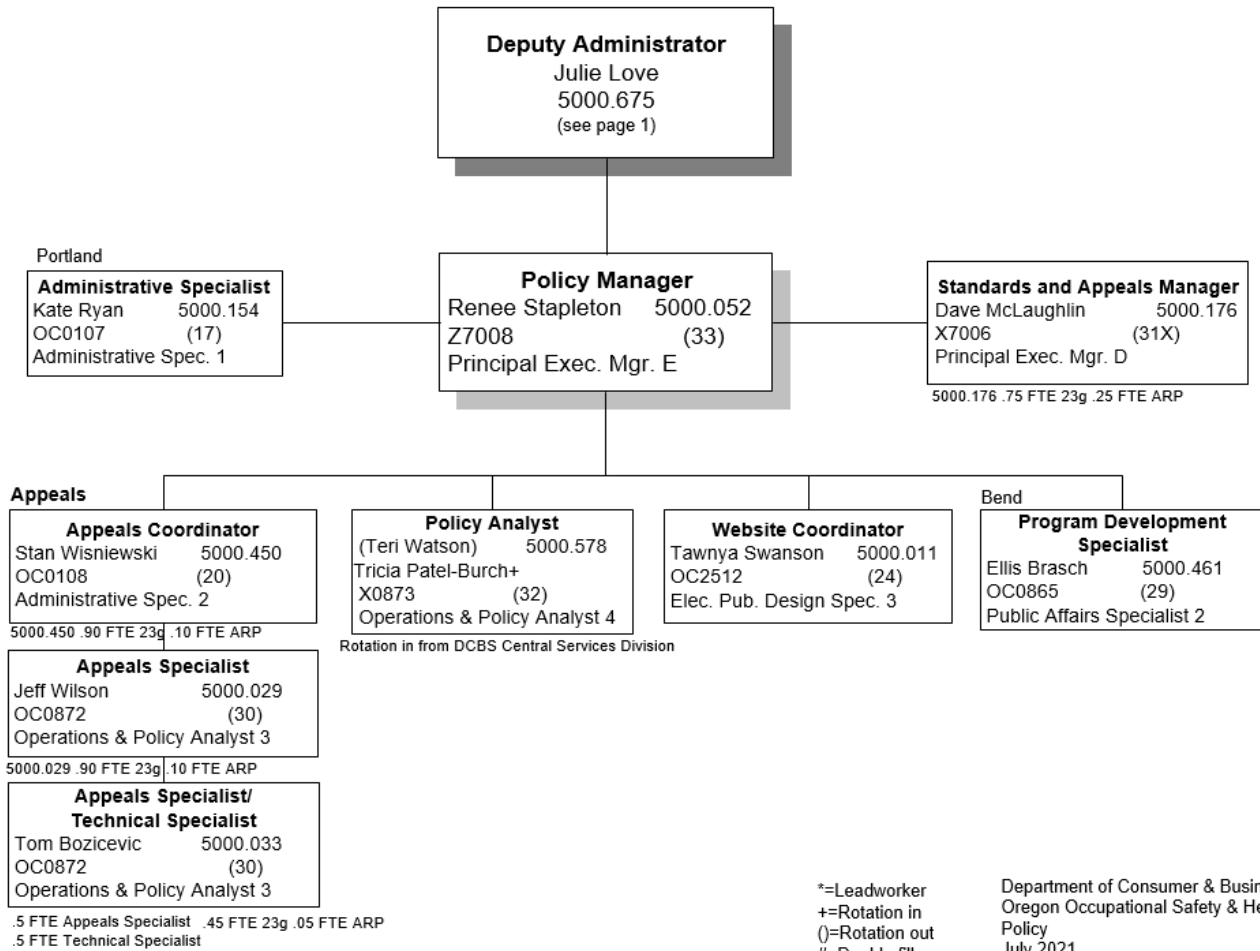 Deputy Administrator
Julie Love
5000.675
(see page 1)
Portland
Administrative Specialist
Kate Ryan 5000.154
OC0107 (17)
Administrative Spec. 1
Policy Manager
Renee Stapleton 5000.052
Z7008 (33)
Principal Exec. Mgr. E
Standards and Appeals Manager
Dave McLaughlin 5000.176
X7006 (31X)
Principal Exec. Mgr. D
5000.176 .75 FTE 23g .25 FTE ARP
Appeals
Appeals Coordinator
Stan Wisniewski 5000.450
OC0108 (20)
Administrative Spec. 2
5000.450 .90 FTE 23g .10 FTE ARP
Appeals Specialist
Jeff Wilson 5000.029
OC0872 (30)
Operations & Policy Analyst 3
5000.029 .90 FTE 23g .10 FTE ARP
Appeals Specialist/
Technical Specialist
Tom Bozicevic 5000.033
OC0872 (30)
Operations & Policy Analyst 3
.5 FTE Appeals Specialist .45 FTE 23g .05 FTE ARP
.5 FTE Technical Specialist
Policy Analyst
(Teri Watson) 5000.578
Tricia Patel-Burch+
X0873 (32)
Operations & Policy Analyst 4
Rotation in from DCBS Central Services Division
Website Coordinator
Tawnya Swanson 5000.011
OC2512 (24)
Elec. Pub. Design Spec. 3
Bend
Program Development
Specialist
Ellis Brasch 5000.461
OC0865 (29)
Public Affairs Specialist 2
*=Leadworker
+=Rotation in
()=Rotation out
Department of Consumer &
Oregon Occupational Safety &
Policy
July 2021